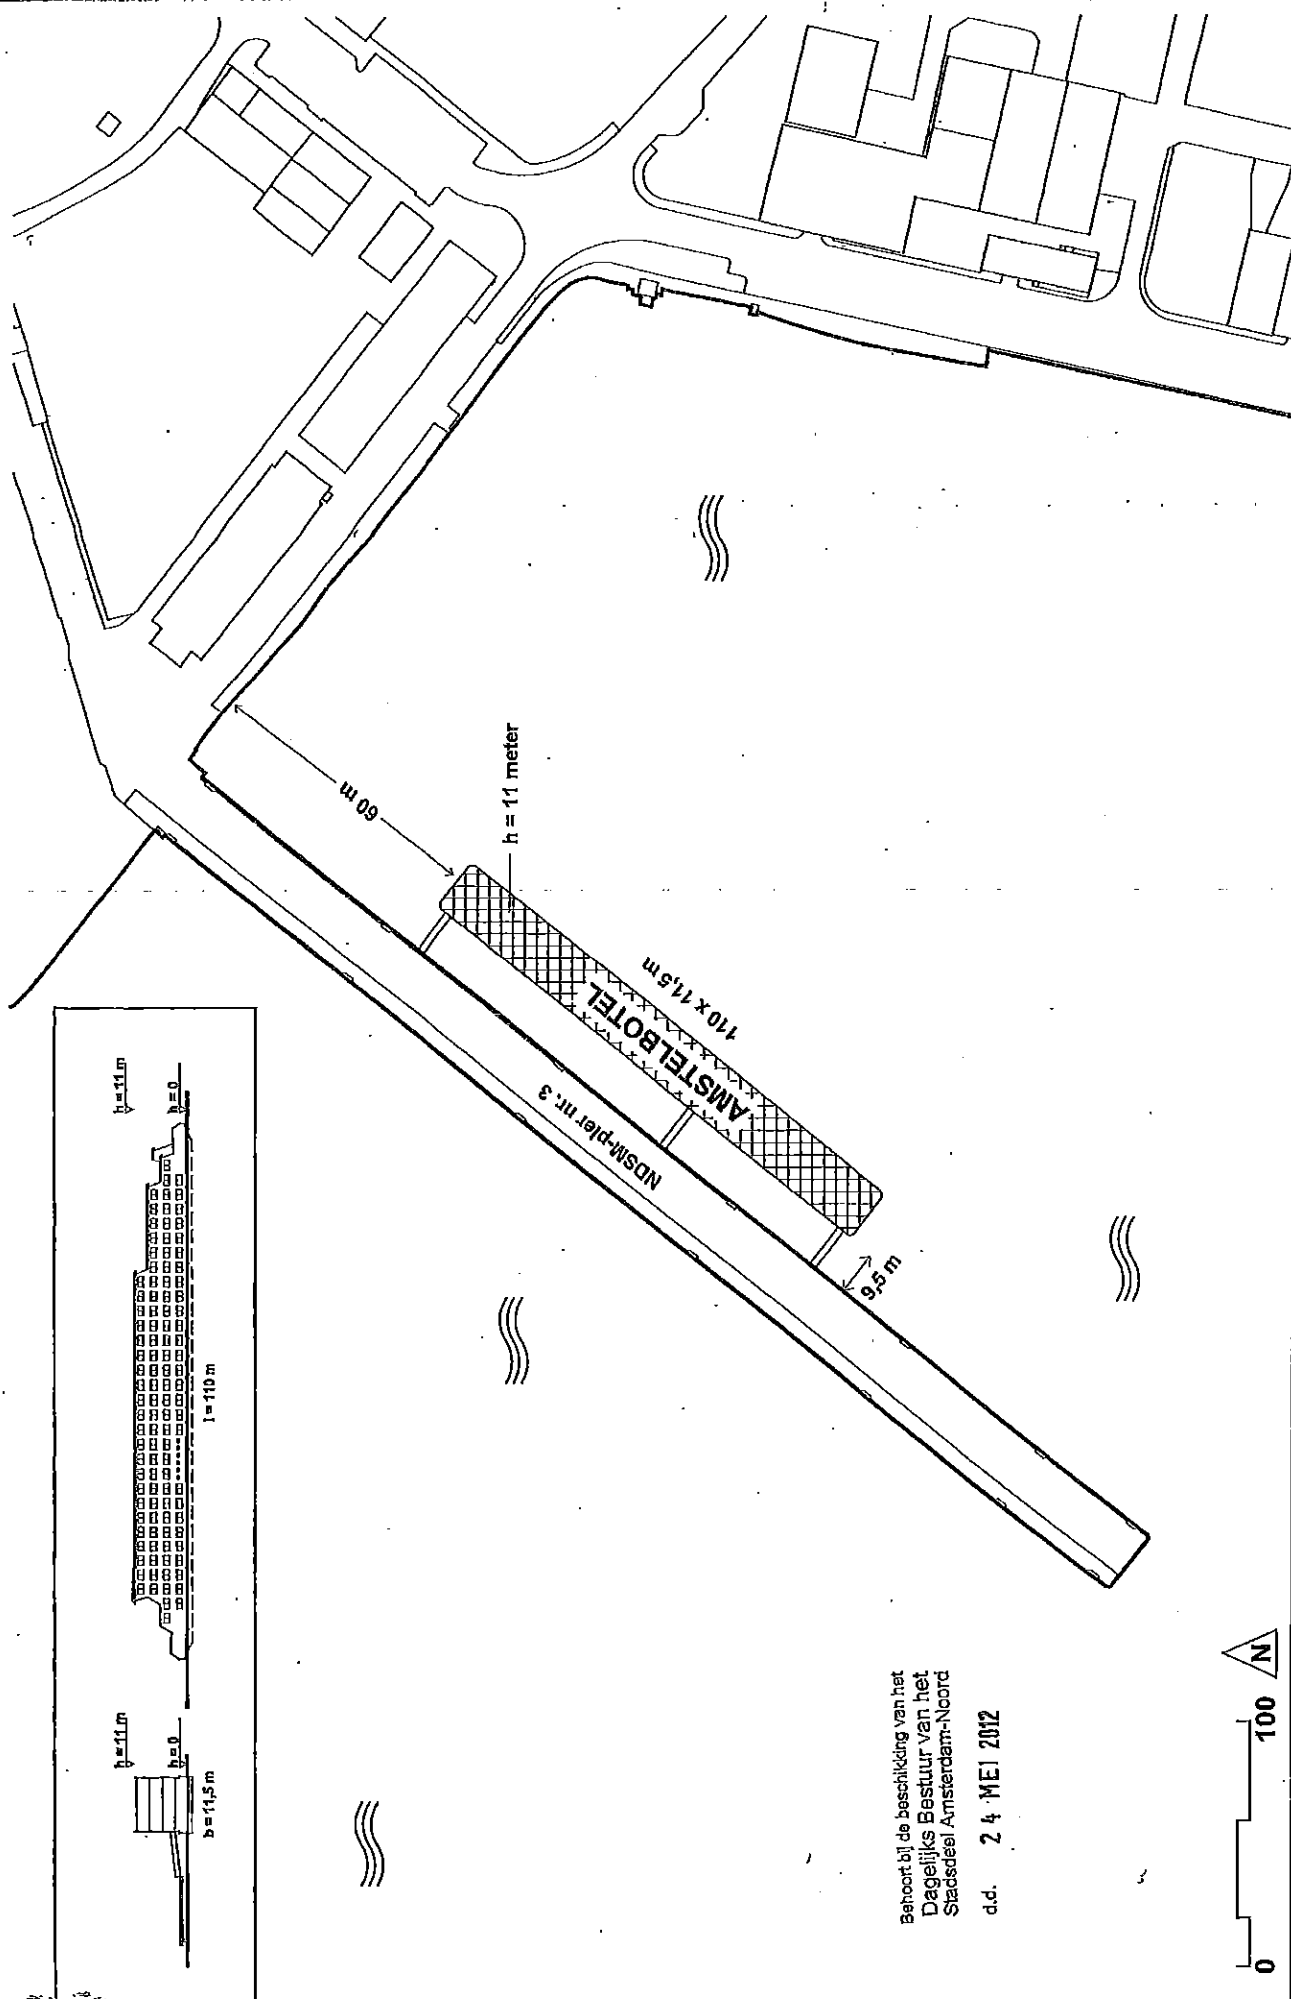 h = 11 m
h = 0
l = 110 m
h = 11 m
h = 0
b = 11,5 m
60 m
h = 11 meter
AMSTELBOTEL
110 x 11,5 m
NDSM-pier nr. 3
9,5 m
Behoort bij de beschikking van het
Dagelijks Bestuur van het
Stadsdeel Amsterdam-Noord
d.d. 24 MEI 2012
0 100
N